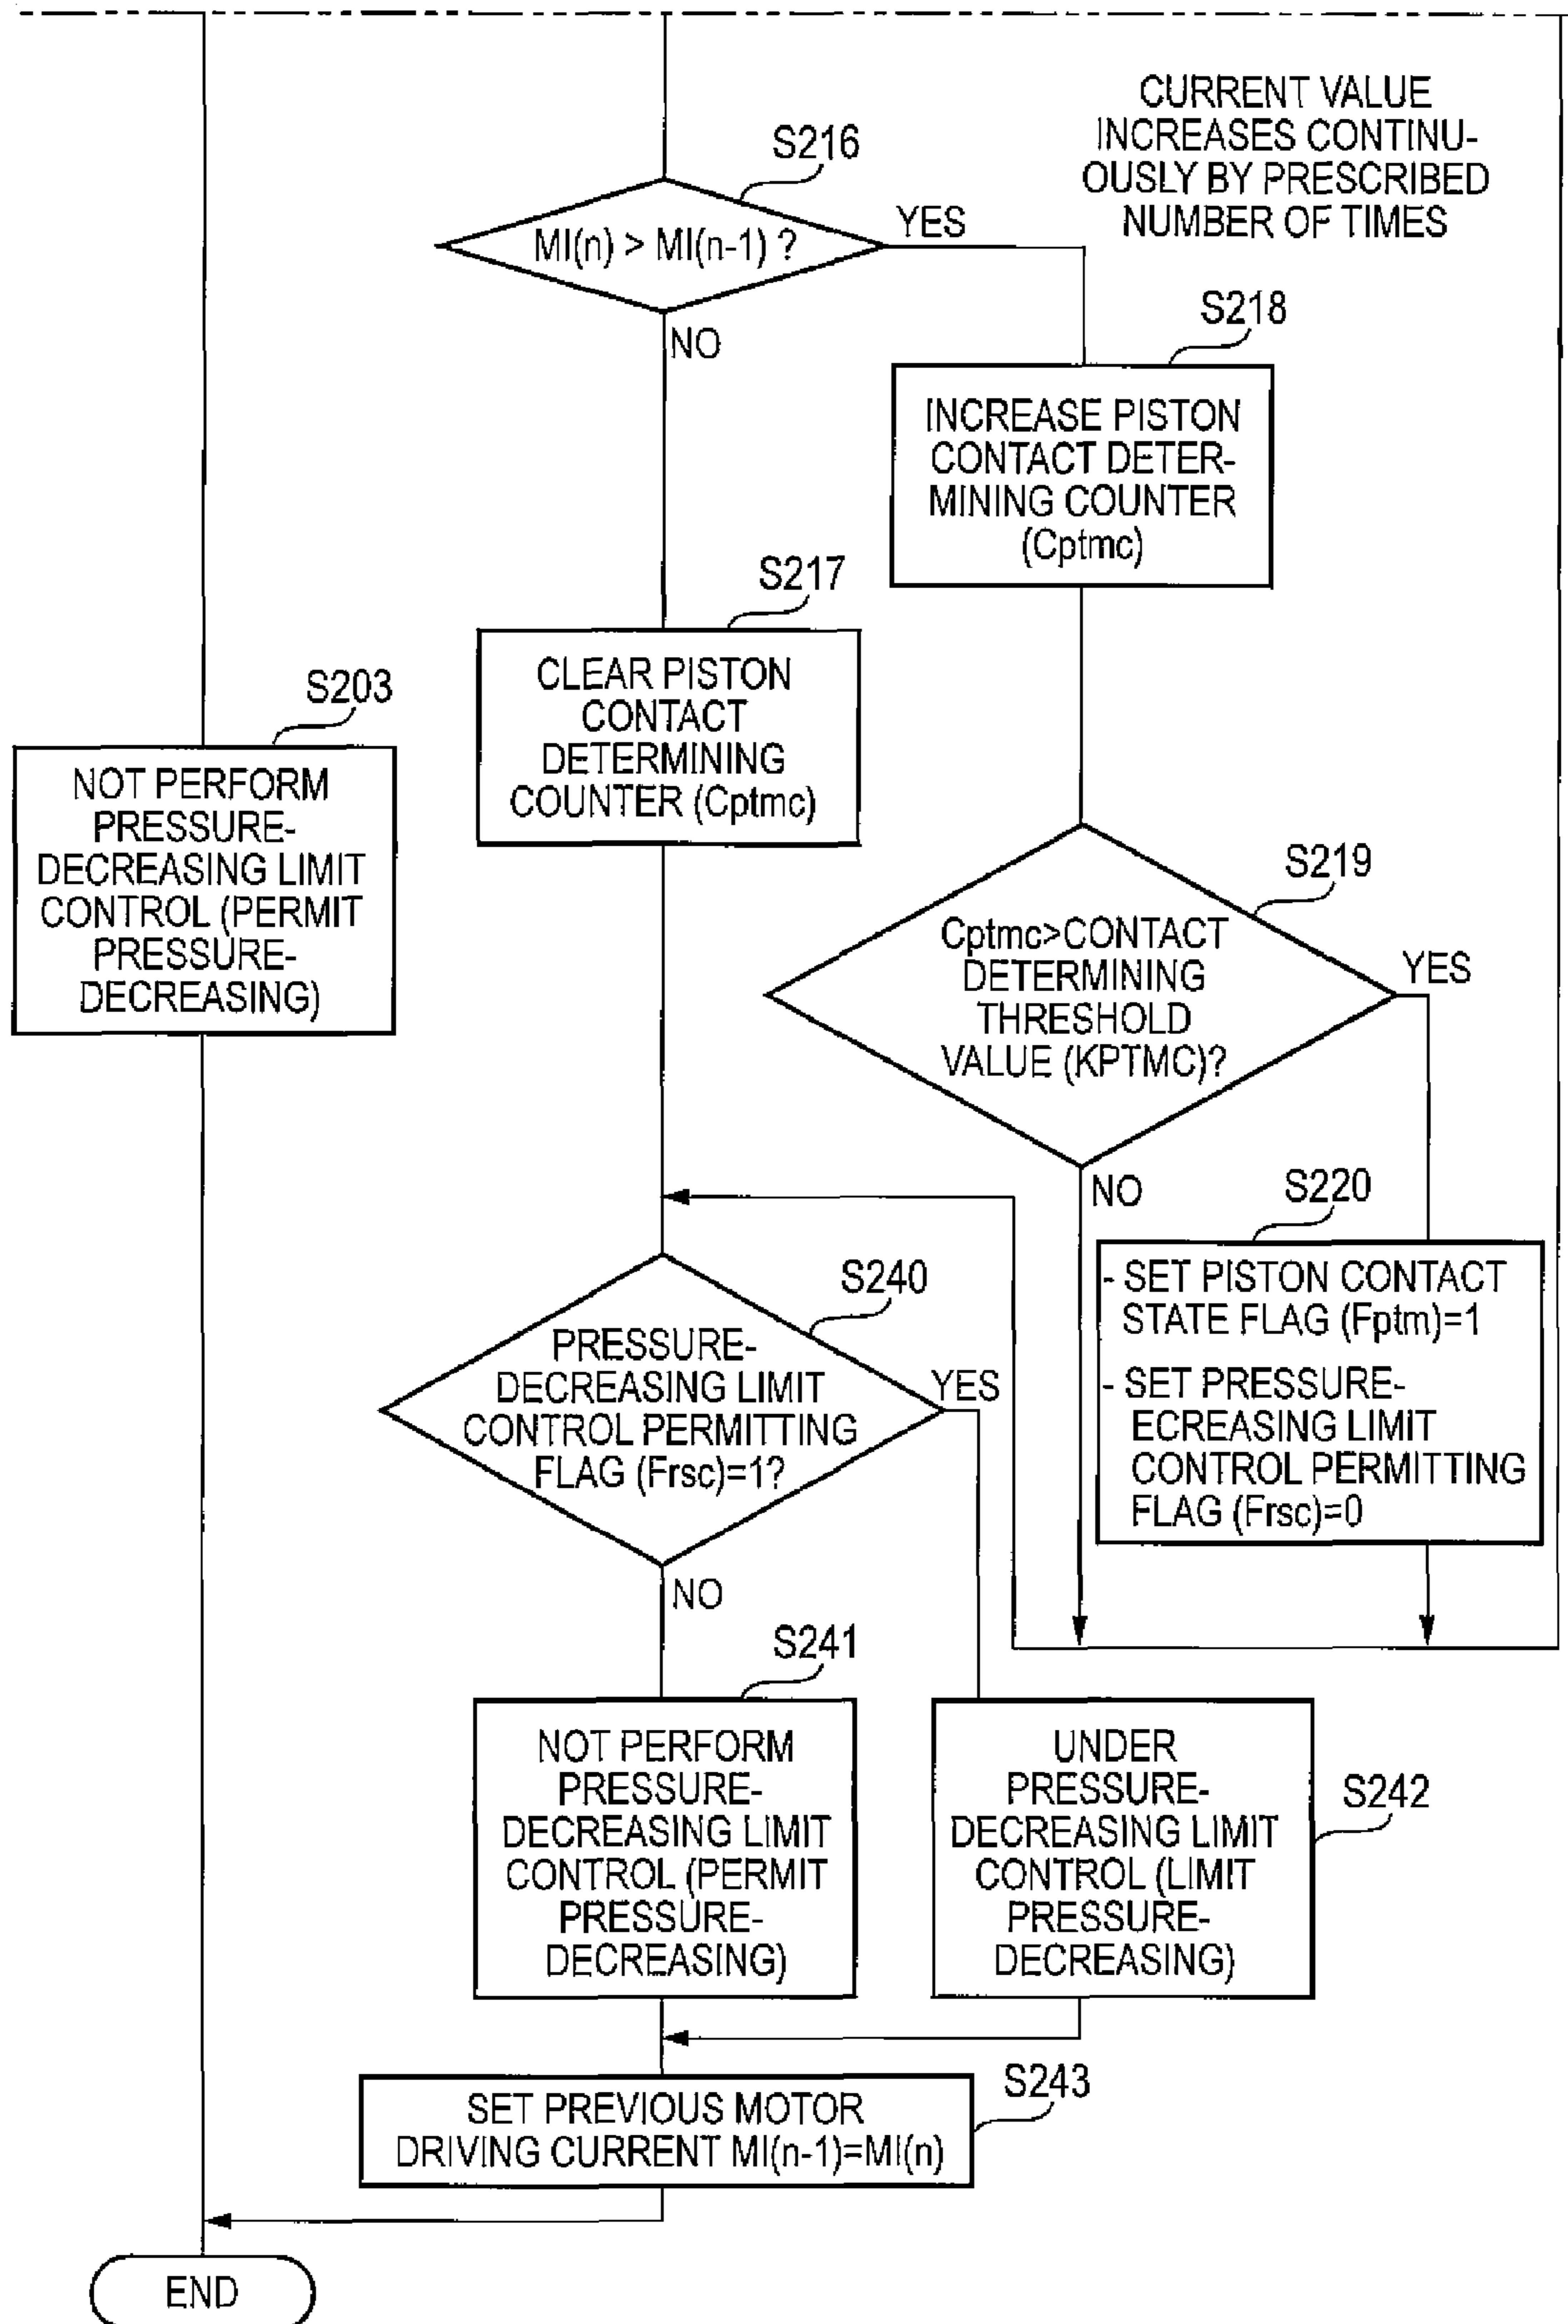 CURRENT VALUE
INCREASES CONTINU-
OUSLY BY PRESCRIBED
NUMBER OF TIMES
S216
MI(n) > MI(n-1) ?
YES
NO
S218
INCREASE PISTON
CONTACT DETER-
MINING COUNTER
(Cptmc)
S217
CLEAR PISTON
CONTACT
DETERMINING
COUNTER (Cptmc)
S203
NOT PERFORM
PRESSURE-
DECREASING LIMIT
CONTROL (PERMIT
PRESSURE-
DECREASING)
S219
Cptmc>CONTACT
DETERMINING
THRESHOLD
VALUE (KPTMC)?
YES
NO
S220
- SET PISTON CONTACT
STATE FLAG (Fptm)=1
- SET PRESSURE-
ECREASING LIMIT
CONTROL PERMITTING
FLAG (Frsc)=0
S240
PRESSURE-
DECREASING LIMIT
CONTROL PERMITTING
FLAG (Frsc)=1?
YES
NO
S241
NOT PERFORM
PRESSURE-
DECREASING LIMIT
CONTROL (PERMIT
PRESSURE-
DECREASING)
S242
UNDER
PRESSURE-
DECREASING LIMIT
CONTROL (LIMIT
PRESSURE-
DECREASING)
S243
SET PREVIOUS MOTOR
DRIVING CURRENT MI(n-1)=MI(n)
END